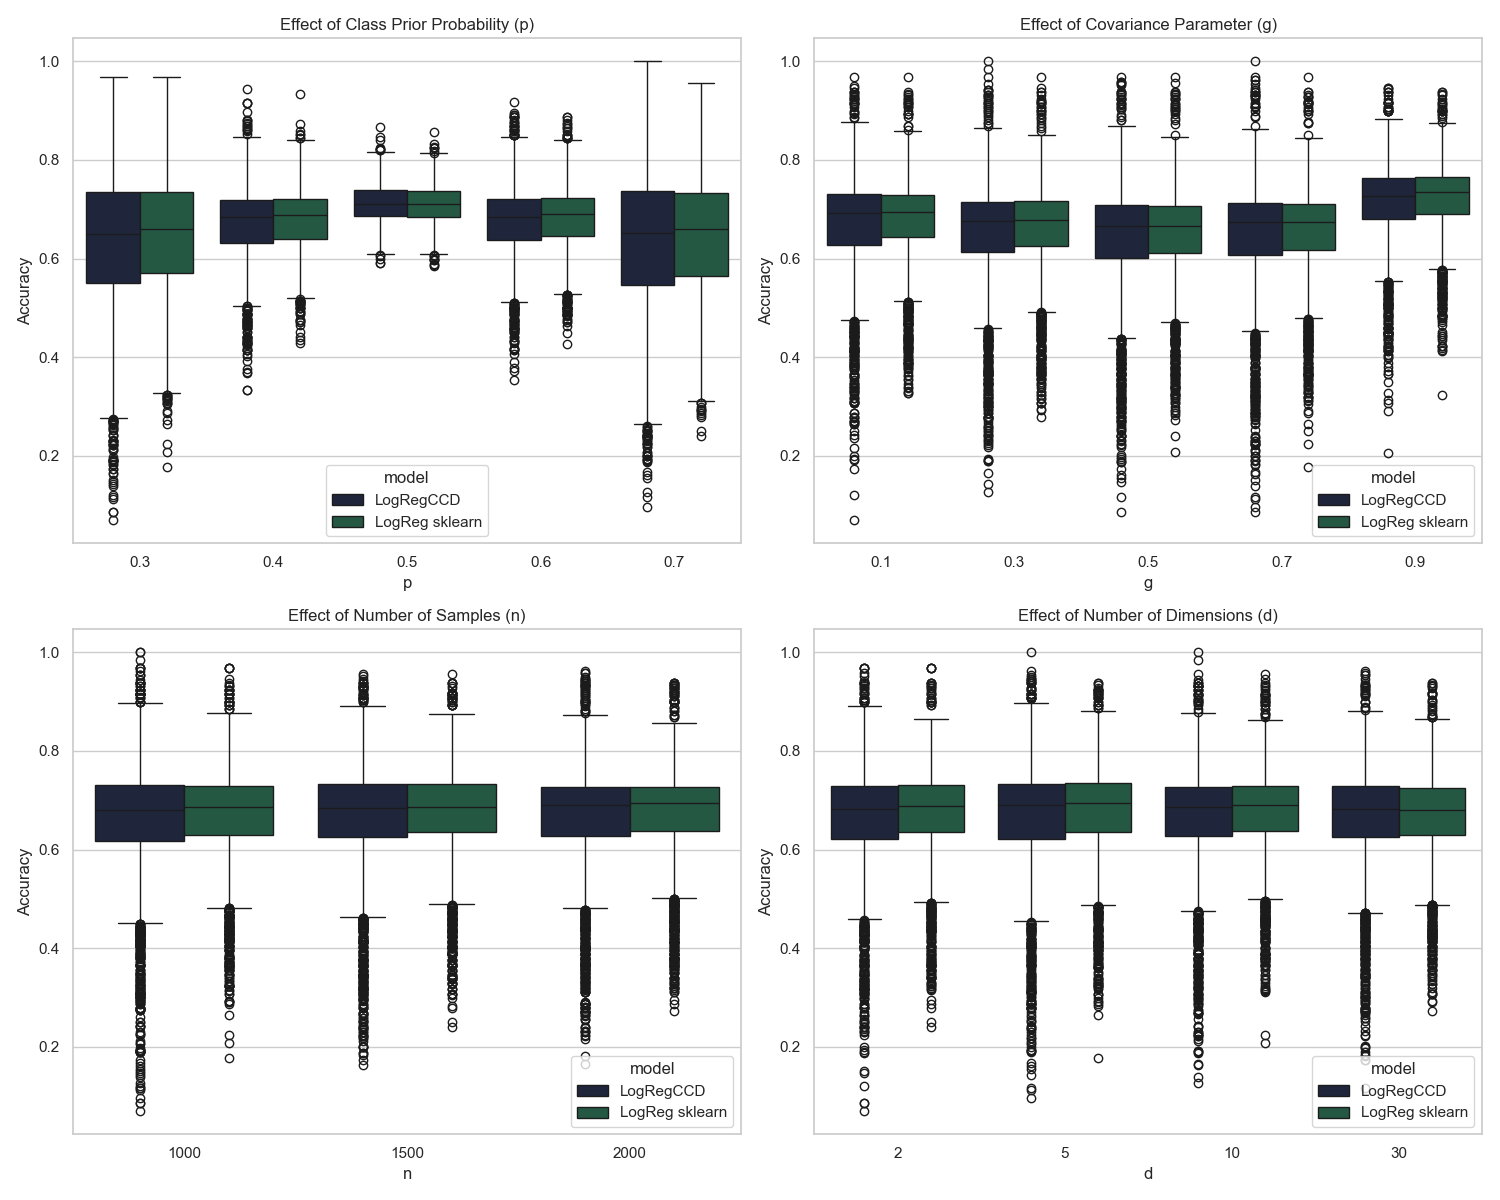 Effect of Class Prior Probability (p)
Accuracy
1.0
0.8
0.6
0.4
0.2
0.3
0.4
0.5
0.6
0.7
p
model
LogRegCCD
LogReg sklearn
Effect of Covariance Parameter (g)
Accuracy
1.0
0.8
0.6
0.4
0.2
0.1
0.3
0.5
0.7
0.9
g
model
LogRegCCD
LogReg sklearn
Effect of Number of Samples (n)
Accuracy
1.0
0.8
0.6
0.4
0.2
1000
1500
2000
n
model
LogRegCCD
LogReg sklearn
Effect of Number of Dimensions (d)
Accuracy
1.0
0.8
0.6
0.4
0.2
2
5
10
30
d
model
LogRegCCD
LogReg sklearn